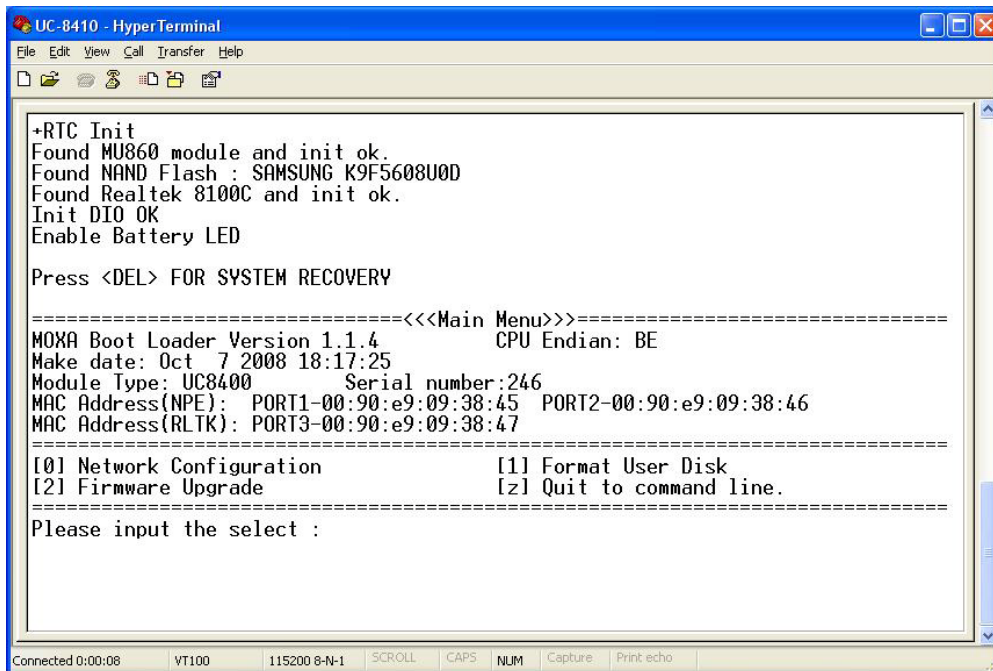 UC-8410 - HyperTerminal
File Edit View Call Transfer Help
+RTC Init
Found MU860 module and init ok.
Found NAND Flash : SAMSUNG K9F5608U0D
Found Realtek 8100C and init ok.
Init DIO OK
Enable Battery LED
Press <DEL> FOR SYSTEM RECOVERY
================================<<<Main Menu>>>================================
MOXA Boot Loader Version 1.1.4 CPU Endian: BE
Make date: Oct 7 2008 18:17:25
Module Type: UC8400 Serial number:246
MAC Address(NPE): PORT1-00:90:e9:09:38:45 PORT2-00:90:e9:09:38:46
MAC Address(RLTK): PORT3-00:90:e9:09:38:47
===============================================================================
[0] Network Configuration [1] Format User Disk
[2] Firmware Upgrade [z] Quit to command line.
===============================================================================
Please input the select :
Connected 0:00:08 VT100 115200 8-N-1 SCROLL CAPS NUM Capture Print echo